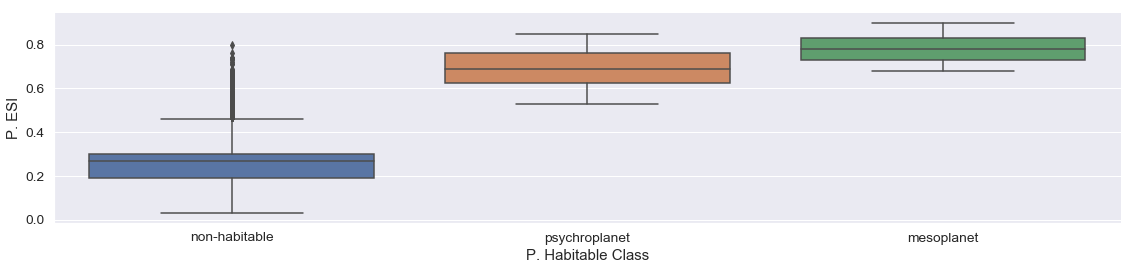 P. ESI
0.8
0.6
0.4
0.2
0.0
non-habitable
psychroplanet
mesoplanet
P. Habitable Class